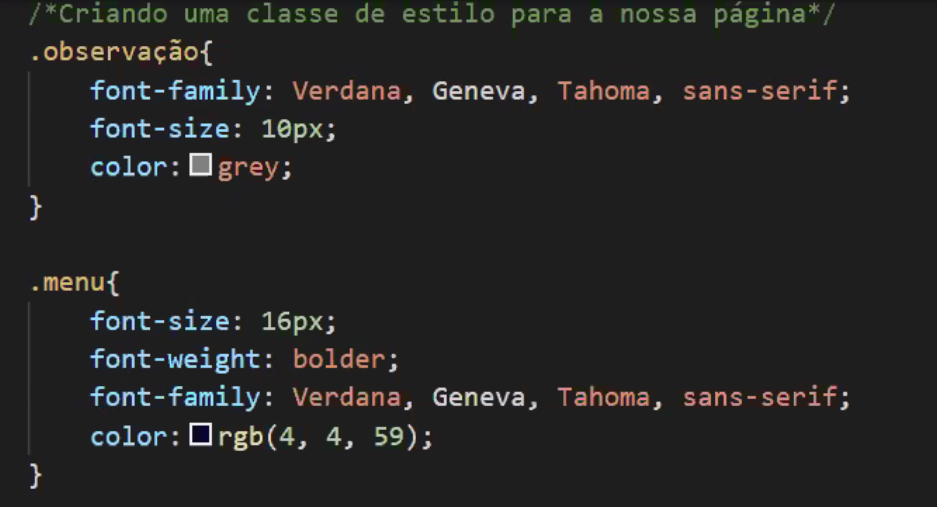 /*Criando uma classe de estilo para a nossa página*/
.observação{
font-family: Verdana, Geneva, Tahoma, sans-serif;
font-size: 10px;
color: grey;
}
.menu{
font-size: 16px;
font-weight: bolder;
font-family: Verdana, Geneva, Tahoma, sans-serif;
color: rgb(4, 4, 59);
}